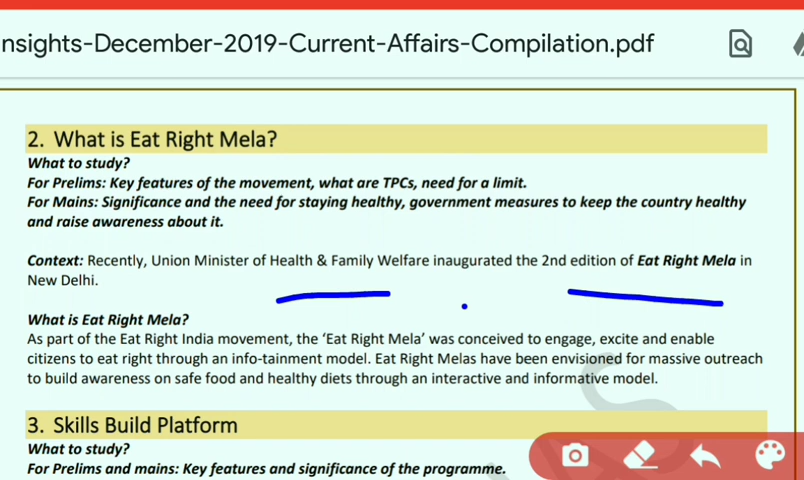 nsights-December-2019-Current-Affairs-Compilation.pdf
2. What is Eat Right Mela?
What to study?
For Prelims: Key features of the movement, what are TPCs, need for a limit.
For Mains: Significance and the need for staying healthy, government measures to keep the country healthy
and raise awareness about it.
Context: Recently, Union Minister of Health & Family Welfare inaugurated the 2nd edition of Eat Right Mela in
New Delhi.
What is Eat Right Mela?
As part of the Eat Right India movement, the ‘Eat Right Mela’ was conceived to engage, excite and enable
citizens to eat right through an info-tainment model. Eat Right Melas have been envisioned for massive outreach
to build awareness on safe food and healthy diets through an interactive and informative model.
3. Skills Build Platform
What to study?
For Prelims and mains: Key features and significance of the programme.